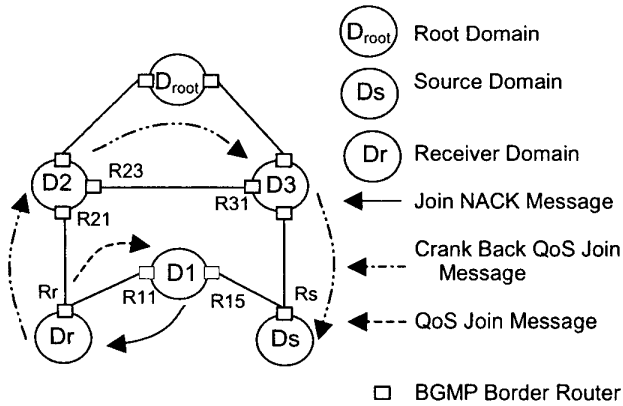 D_root
Root Domain
Ds
Source Domain
Dr
Receiver Domain
Join NACK Message
Crank Back QoS Join
Message
QoS Join Message
BGMP Border Router
D_root
D2
R23
D3
R31
R21
D1
Rr
R11
R15
Rs
Dr
Ds